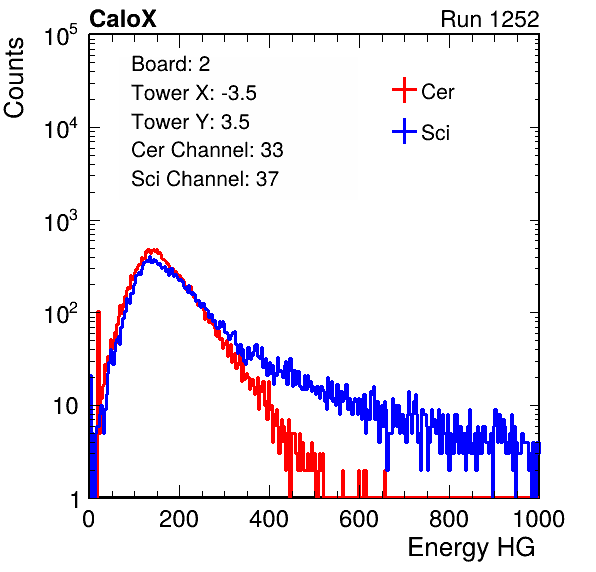 CaloX Run 1252
10^5
Counts
Board: 2
Tower X: -3.5
Tower Y: 3.5
Cer Channel: 33
Sci Channel: 37
Cer
Sci
10^4
10^3
10^2
10
1
0 200 400 600 800 1000
Energy HG